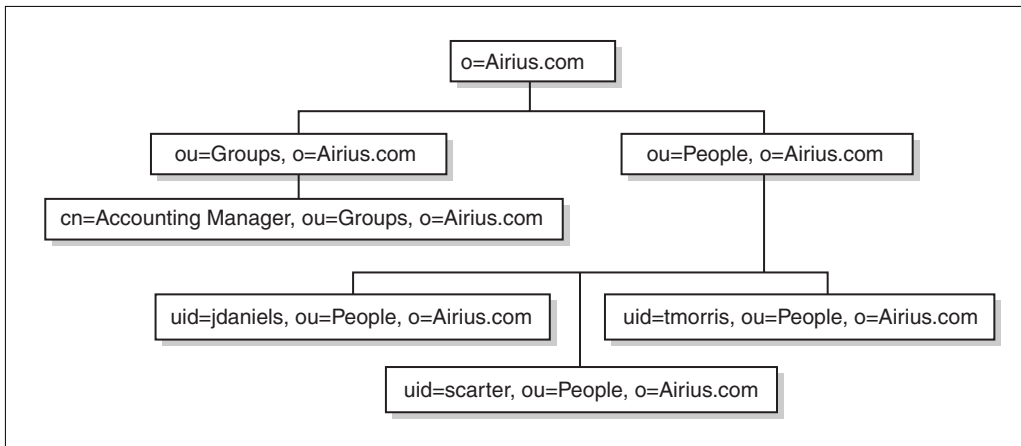 o=Airius.com
ou=Groups, o=Airius.com
ou=People, o=Airius.com
cn=Accounting Manager, ou=Groups, o=Airius.com
uid=jdaniels, ou=People, o=Airius.com
uid=tmorris, ou=People, o=Airius.com
uid=scarter, ou=People, o=Airius.com